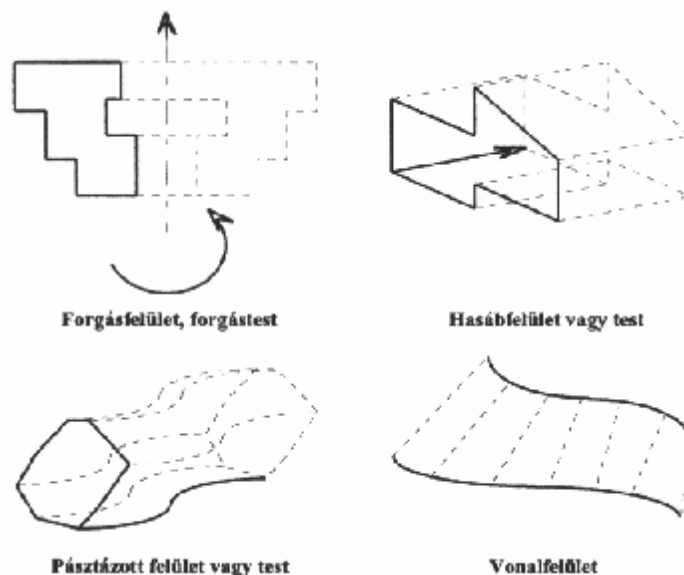 Forgásfelület, forgástest
Hasábfelület vagy test
Pásztázott felület vagy test
Vonalfelület